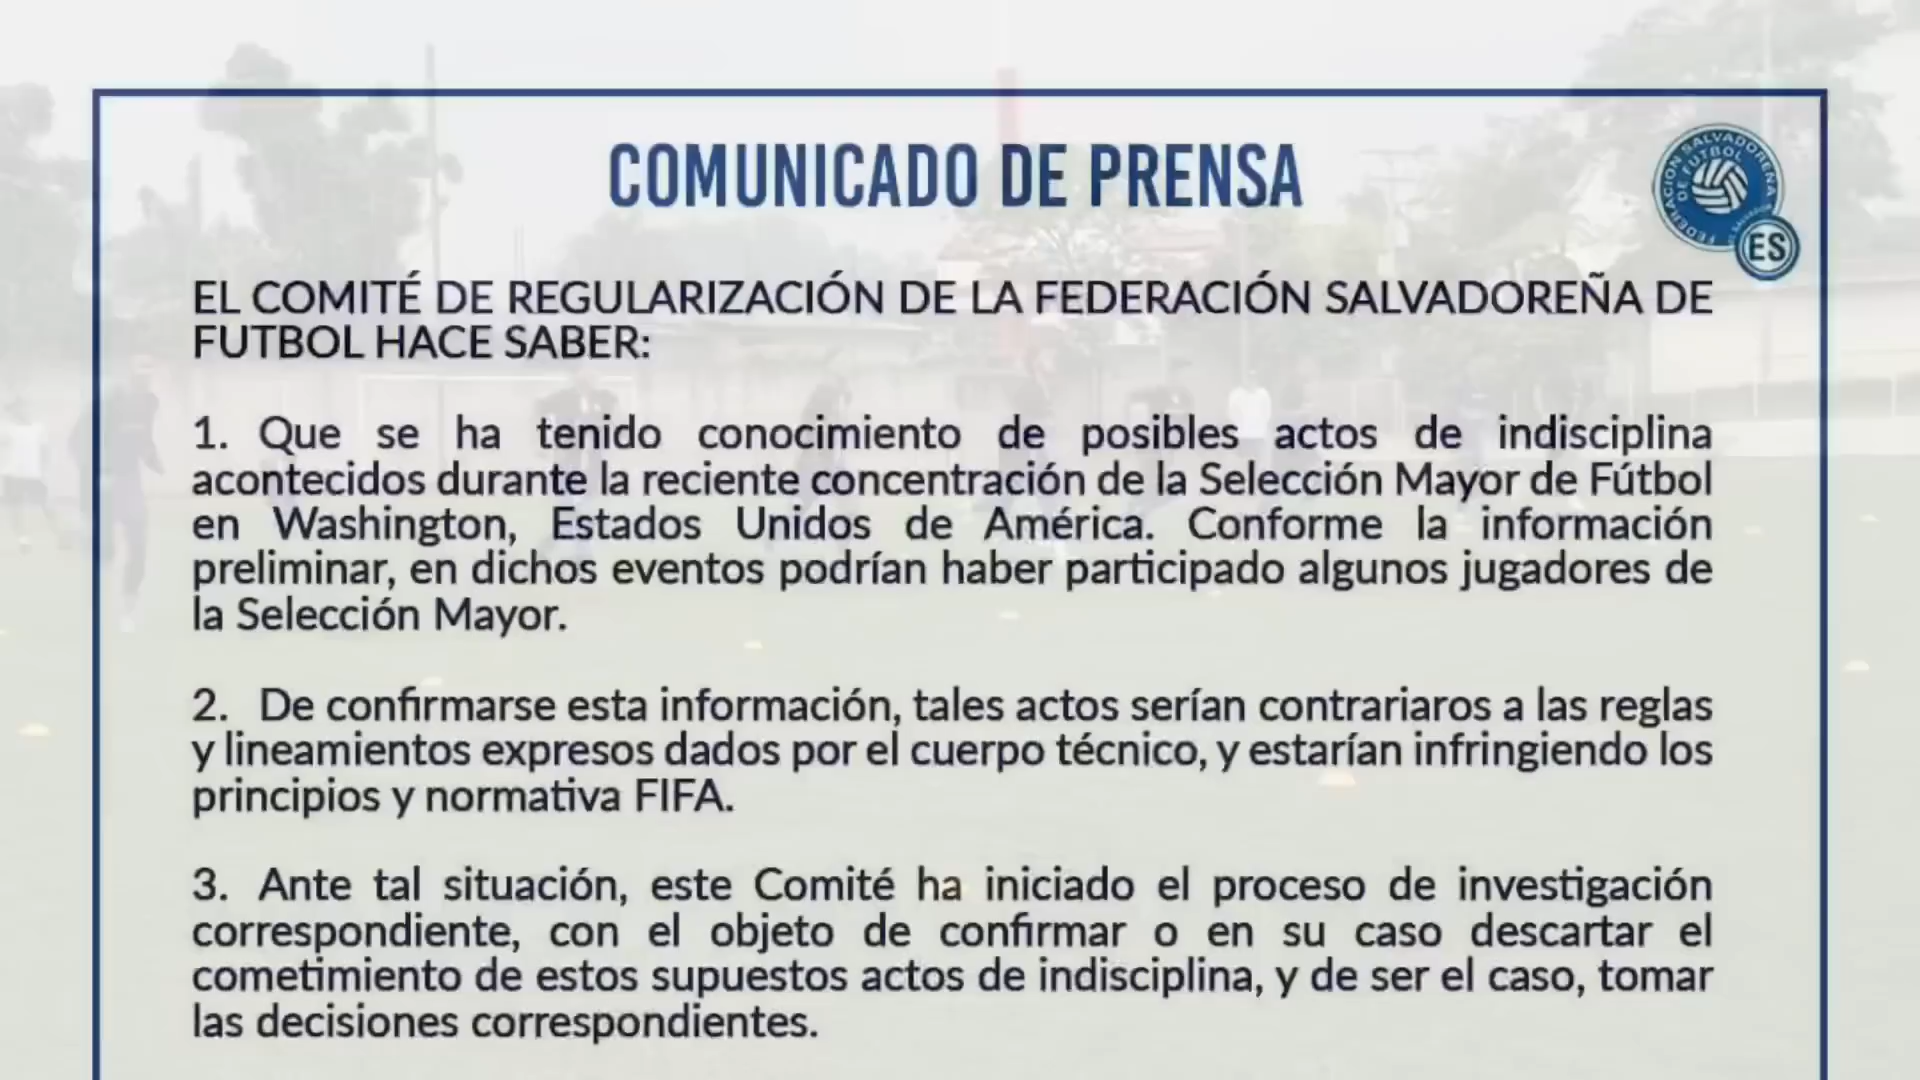 COMUNICADO DE PRENSA
FEDERACION SALVADOREÑA
DE FUTBOL
ES
EL COMITÉ DE REGULARIZACIÓN DE LA FEDERACIÓN SALVADOREÑA DE
FUTBOL HACE SABER:
1. Que se ha tenido conocimiento de posibles actos de indisciplina
acontecidos durante la reciente concentración de la Selección Mayor de Fútbol
en Washington, Estados Unidos de América. Conforme la información
preliminar, en dichos eventos podrían haber participado algunos jugadores de
la Selección Mayor.
2. De confirmarse esta información, tales actos serían contrariaros a las reglas
y lineamientos expresos dados por el cuerpo técnico, y estarían infringiendo los
principios y normativa FIFA.
3. Ante tal situación, este Comité ha iniciado el proceso de investigación
correspondiente, con el objeto de confirmar o en su caso descartar el
cometimiento de estos supuestos actos de indisciplina, y de ser el caso, tomar
las decisiones correspondientes.